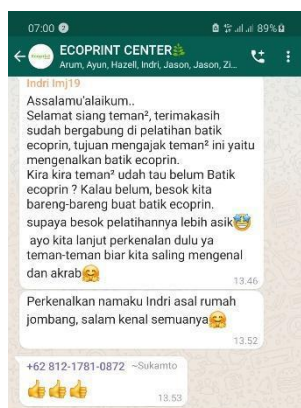 07:00
89%
ECOPRINT CENTER
Arum, Ayun, Hazell, Indri, Jason, Jason, Zi...
Indri Imj19
Assalamu'alaikum..
Selamat siang teman², terimakasih
sudah bergabung di pelatihan batik
ecoprin, tujuan mengajak teman² ini yaitu
mengenalkan batik ecoprin.
Kira kira teman² udah tau belum Batik
ecoprin ? Kalau belum, besok kita
bareng-bareng buat batik ecoprin.
supaya besok pelatihannya lebih asik🤩
ayo kita lanjut perkenalan dulu ya
teman-teman biar kita saling mengenal
dan akrab🤗
13.46
Perkenalkan namaku Indri asal rumah
jombang, salam kenal semuanya🤗
13.52
+62 812-1781-0872 ~Sukamto
👍👍👍
13.53